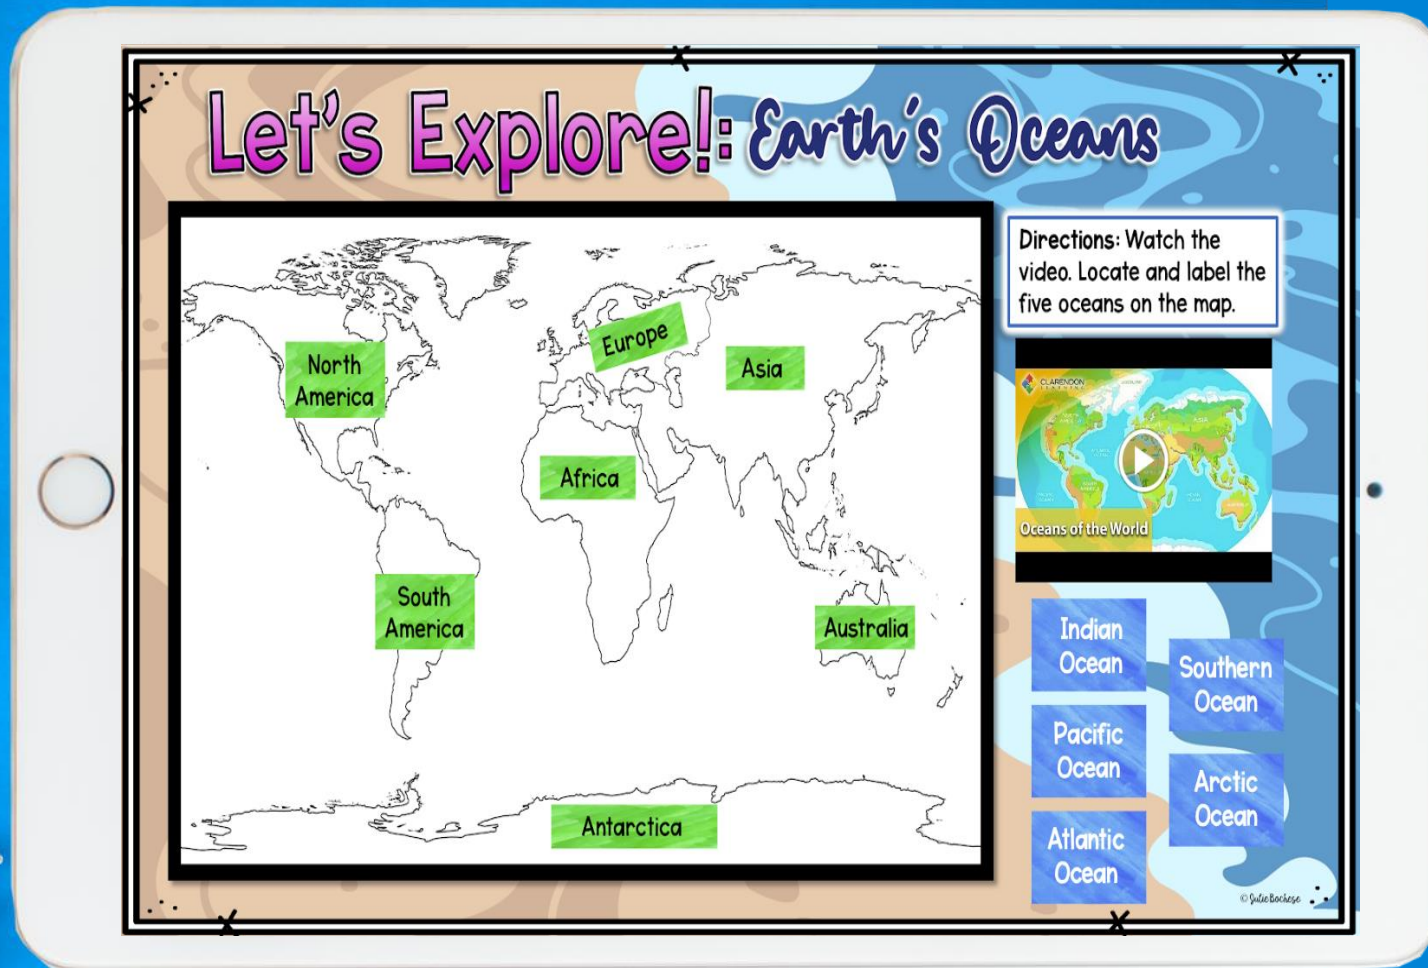 Let's Explore!: Earth's Oceans
Directions: Watch the
video. Locate and label the
five oceans on the map.
North
America
Europe
Asia
Africa
South
America
Australia
Antarctica
CLARENDON
LEARNING
Oceans of the World
Indian
Ocean
Southern
Ocean
Pacific
Ocean
Arctic
Ocean
Atlantic
Ocean
© Julie Bochese